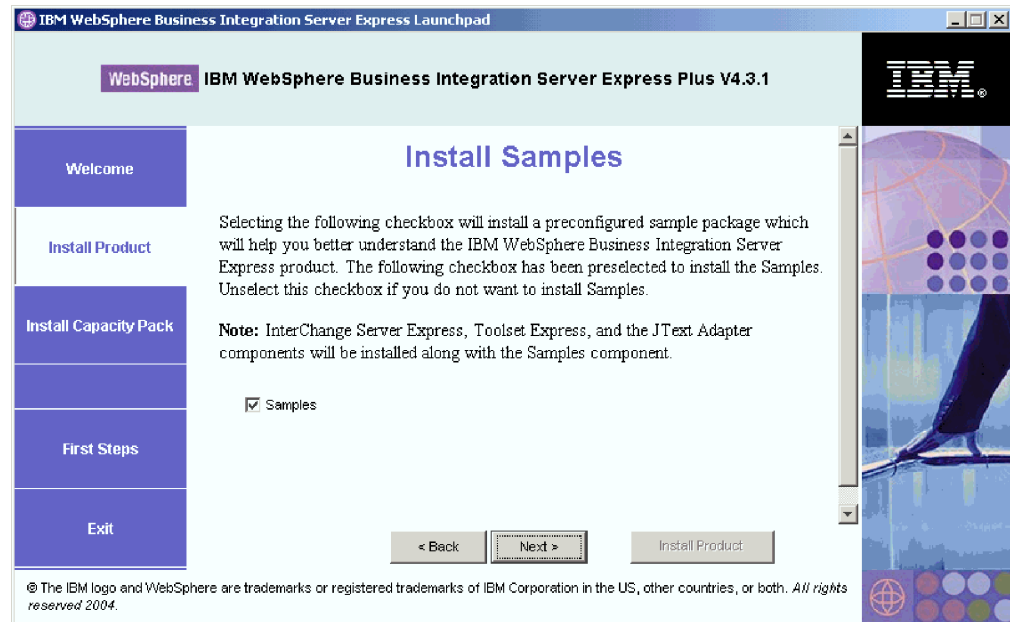 IBM WebSphere Business Integration Server Express Launchpad
WebSphere. IBM WebSphere Business Integration Server Express Plus V4.3.1
IBM®
Welcome
Install Product
Install Capacity Pack
First Steps
Exit
Install Samples
Selecting the following checkbox will install a preconfigured sample package which
will help you better understand the IBM WebSphere Business Integration Server
Express product. The following checkbox has been preselected to install the Samples.
Unselect this checkbox if you do not want to install Samples.
Note: InterChange Server Express, Toolset Express, and the JText Adapter
components will be installed along with the Samples component.
Samples
< Back
Next >
Install Product
© The IBM logo and WebSphere are trademarks or registered trademarks of IBM Corporation in the US, other countries, or both. All rights
reserved 2004.